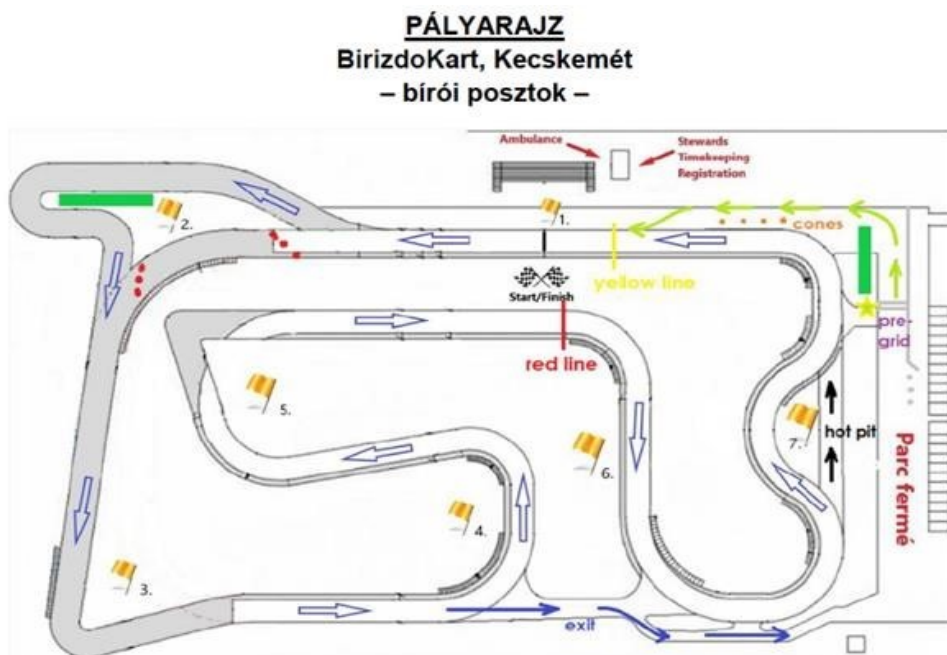 PÁLYARAJZ
BirizdoKart, Kecskemét
– bírói posztok –
Ambulance
Stewards
Timekeeping
Registration
2.
1.
cones
yellow line
Start/Finish
pre-
grid
red line
5.
7.
hot pit
6.
Parc fermé
4.
3.
exit